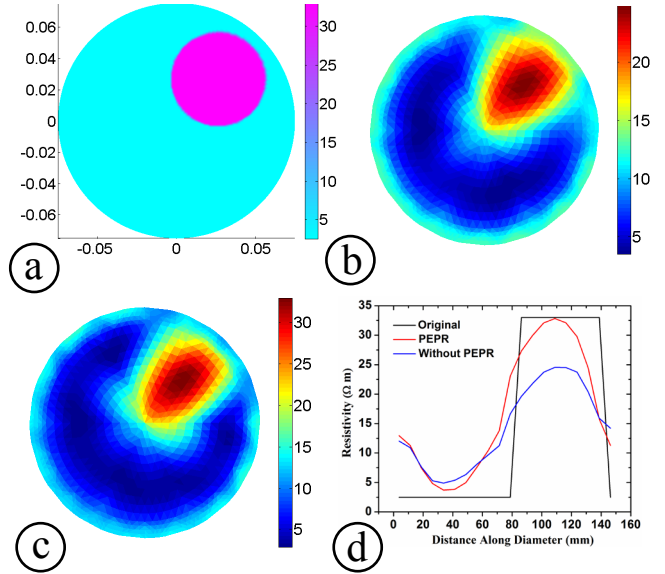 0.06
0.04
0.02
0
-0.02
-0.04
-0.06
-0.05 0 0.05
30
25
20
15
10
5
a
20
15
10
5
b
30
25
20
15
10
5
c
35
30
25
20
15
10
5
0
Resistivity (Ω m)
Original
PEPR
Without PEPR
0 20 40 60 80 100 120 140 160
Distance Along Diameter (mm)
d